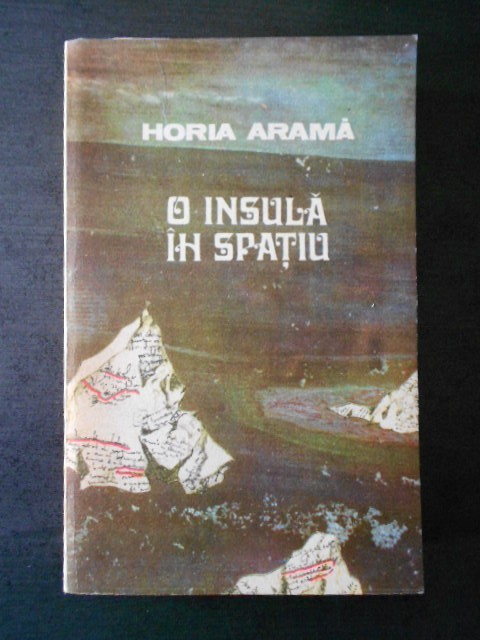 HORIA ARAMĂ
O INSULĂ
ÎN SPAȚIU